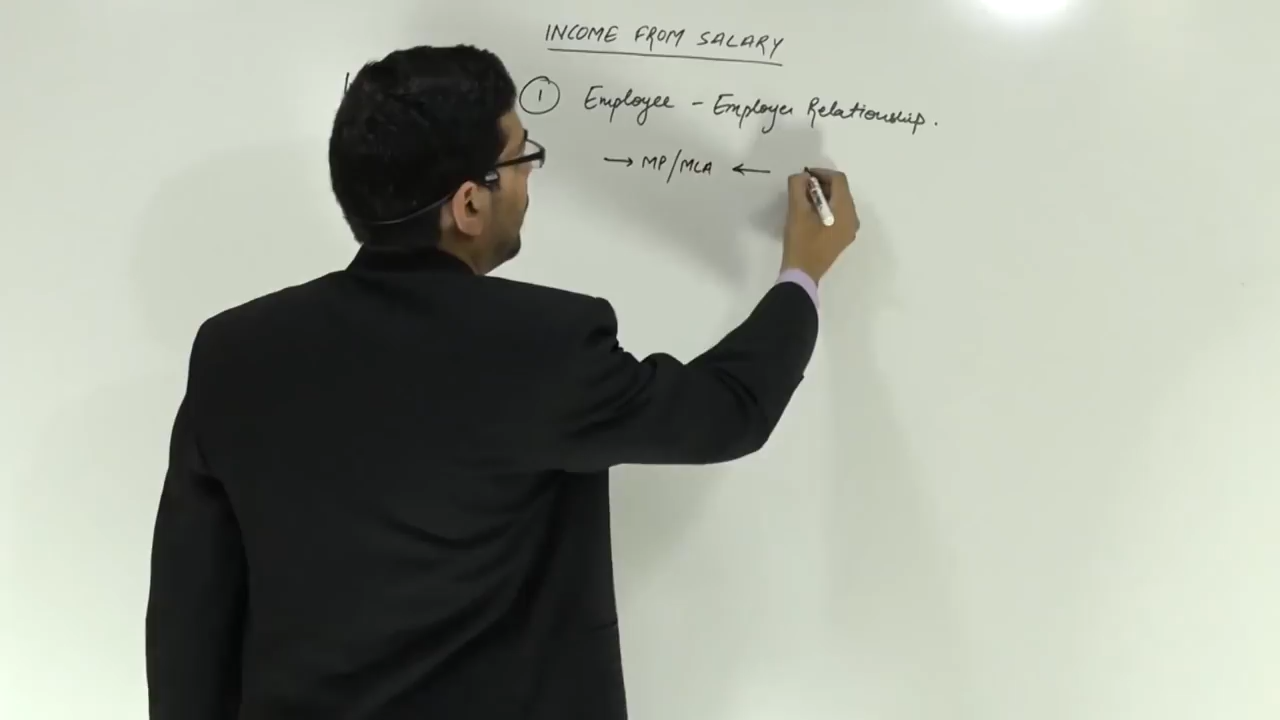 INCOME FROM SALARY
① Employee - Employer Relationship.
→ MP/MLA ←